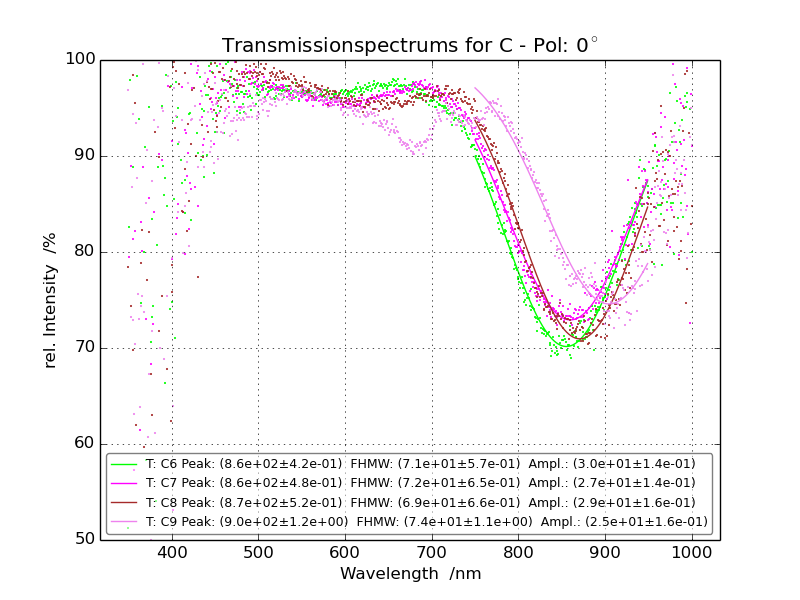 Transmissionspectrums for C - Pol: 0°
100
90
80
70
60
50
rel. Intensity /%
T: C6 Peak: (8.6e+02±4.2e-01) FHMW: (7.1e+01±5.7e-01) Ampl.: (3.0e+01±1.4e-01)
T: C7 Peak: (8.6e+02±4.8e-01) FHMW: (7.2e+01±6.5e-01) Ampl.: (2.7e+01±1.4e-01)
T: C8 Peak: (8.7e+02±5.2e-01) FHMW: (6.9e+01±6.6e-01) Ampl.: (2.9e+01±1.6e-01)
T: C9 Peak: (9.0e+02±1.2e+00) FHMW: (7.4e+01±1.1e+00) Ampl.: (2.5e+01±1.6e-01)
400 500 600 700 800 900 1000
Wavelength /nm